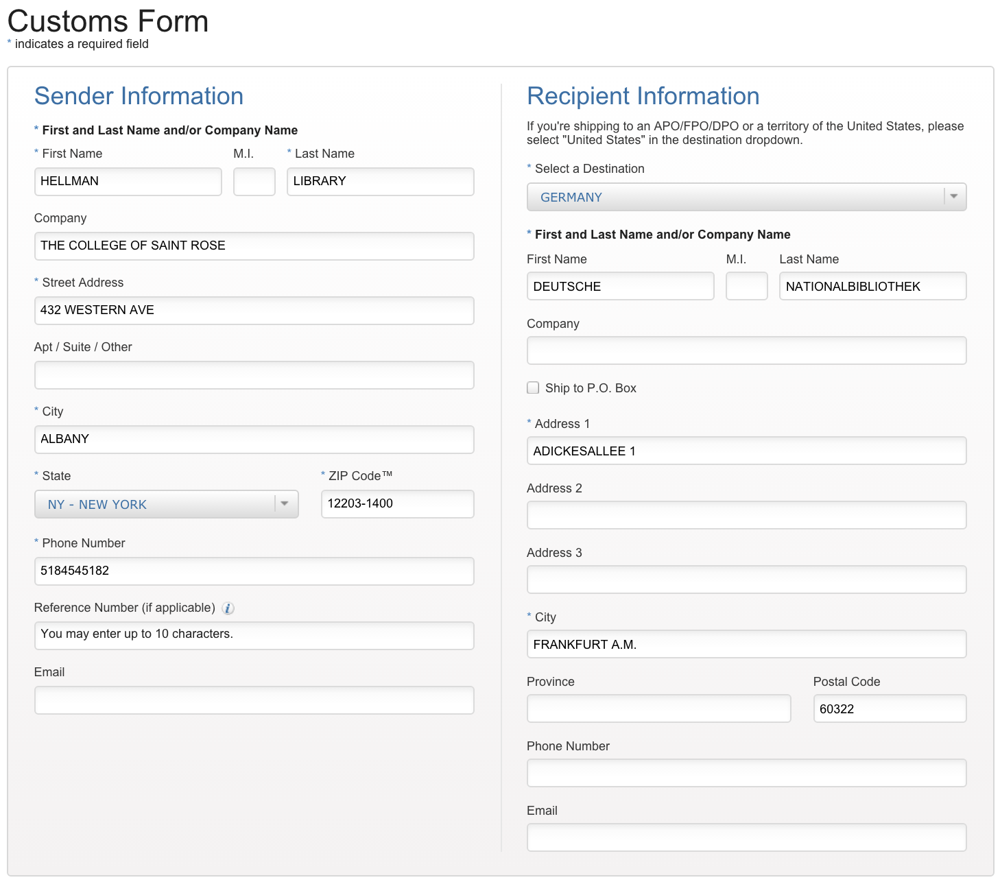 Customs Form
* indicates a required field
Sender Information
* First and Last Name and/or Company Name
* First Name M.I. * Last Name
HELLMAN LIBRARY
Company
THE COLLEGE OF SAINT ROSE
* Street Address
432 WESTERN AVE
Apt / Suite / Other
* City
ALBANY
* State * ZIP Code™
NY - NEW YORK 12203-1400
* Phone Number
5184545182
Reference Number (if applicable) i
You may enter up to 10 characters.
Email
Recipient Information
If you're shipping to an APO/FPO/DPO or a territory of the United States, please
select "United States" in the destination dropdown.
* Select a Destination
GERMANY
* First and Last Name and/or Company Name
First Name M.I. Last Name
DEUTSCHE NATIONALBIBLIOTHEK
Company
Ship to P.O. Box
* Address 1
ADICKESALLEE 1
Address 2
Address 3
* City
FRANKFURT A.M.
Province Postal Code
60322
Phone Number
Email